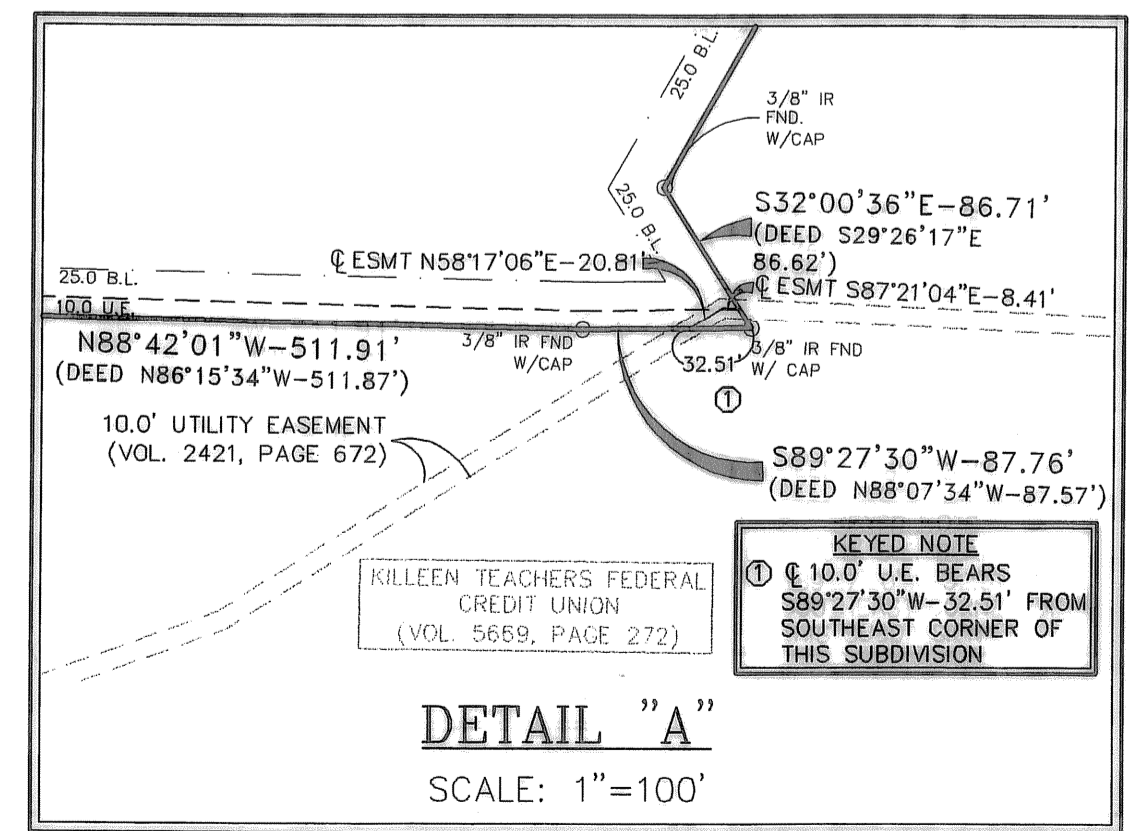 25.0 B.L.
3/8" IR
FND.
W/CAP
25.0 B.L.
S32°00'36"E-86.71'
(DEED S29°26'17"E
86.62')
℄ ESMT N58°17'06"E-20.81'
℄ ESMT S87°21'04"E-8.41'
25.0 B.L.
10.0 U.E.
N88°42'01"W-511.91'
(DEED N86°15'34"W-511.87')
3/8" IR FND
W/CAP
32.51'
3/8" IR FND
W/ CAP
①
10.0' UTILITY EASEMENT
(VOL. 2421, PAGE 672)
S89°27'30"W-87.76'
(DEED N88°07'34"W-87.57')
KILLEEN TEACHERS FEDERAL
CREDIT UNION
(VOL. 5659, PAGE 272)
KEYED NOTE
① ℄ 10.0' U.E. BEARS
S89°27'30"W-32.51' FROM
SOUTHEAST CORNER OF
THIS SUBDIVISION
DETAIL "A"
SCALE: 1"=100'